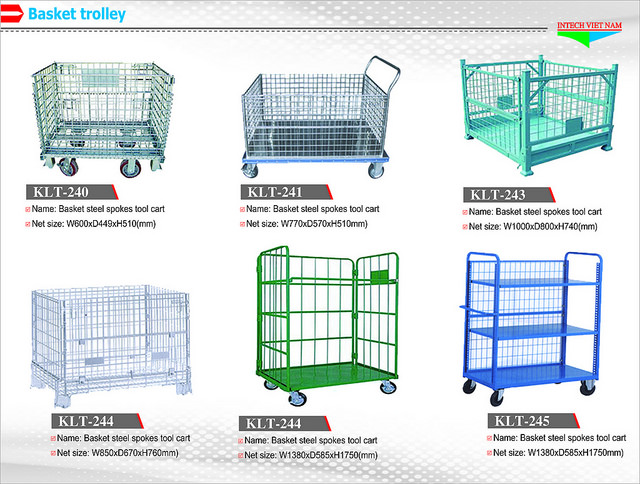 Basket trolley
INTECH VIET NAM
KLT-240
Name: Basket steel spokes tool cart
Net size: W600xD449xH510(mm)
KLT-241
Name: Basket steel spokes tool cart
Net size: W770xD570xH510mm)
KLT-243
Name: Basket steel spokes tool cart
Net size: W1000xD800xH740(mm)
KLT-244
Name: Basket steel spokes tool cart
Net size: W850xD670xH760mm)
KLT-244
Name: Basket steel spokes tool cart
Net size: W1380xD585xH1750(mm)
KLT-245
Name: Basket steel spokes tool cart
Net size: W1380xD585xH1750mm)